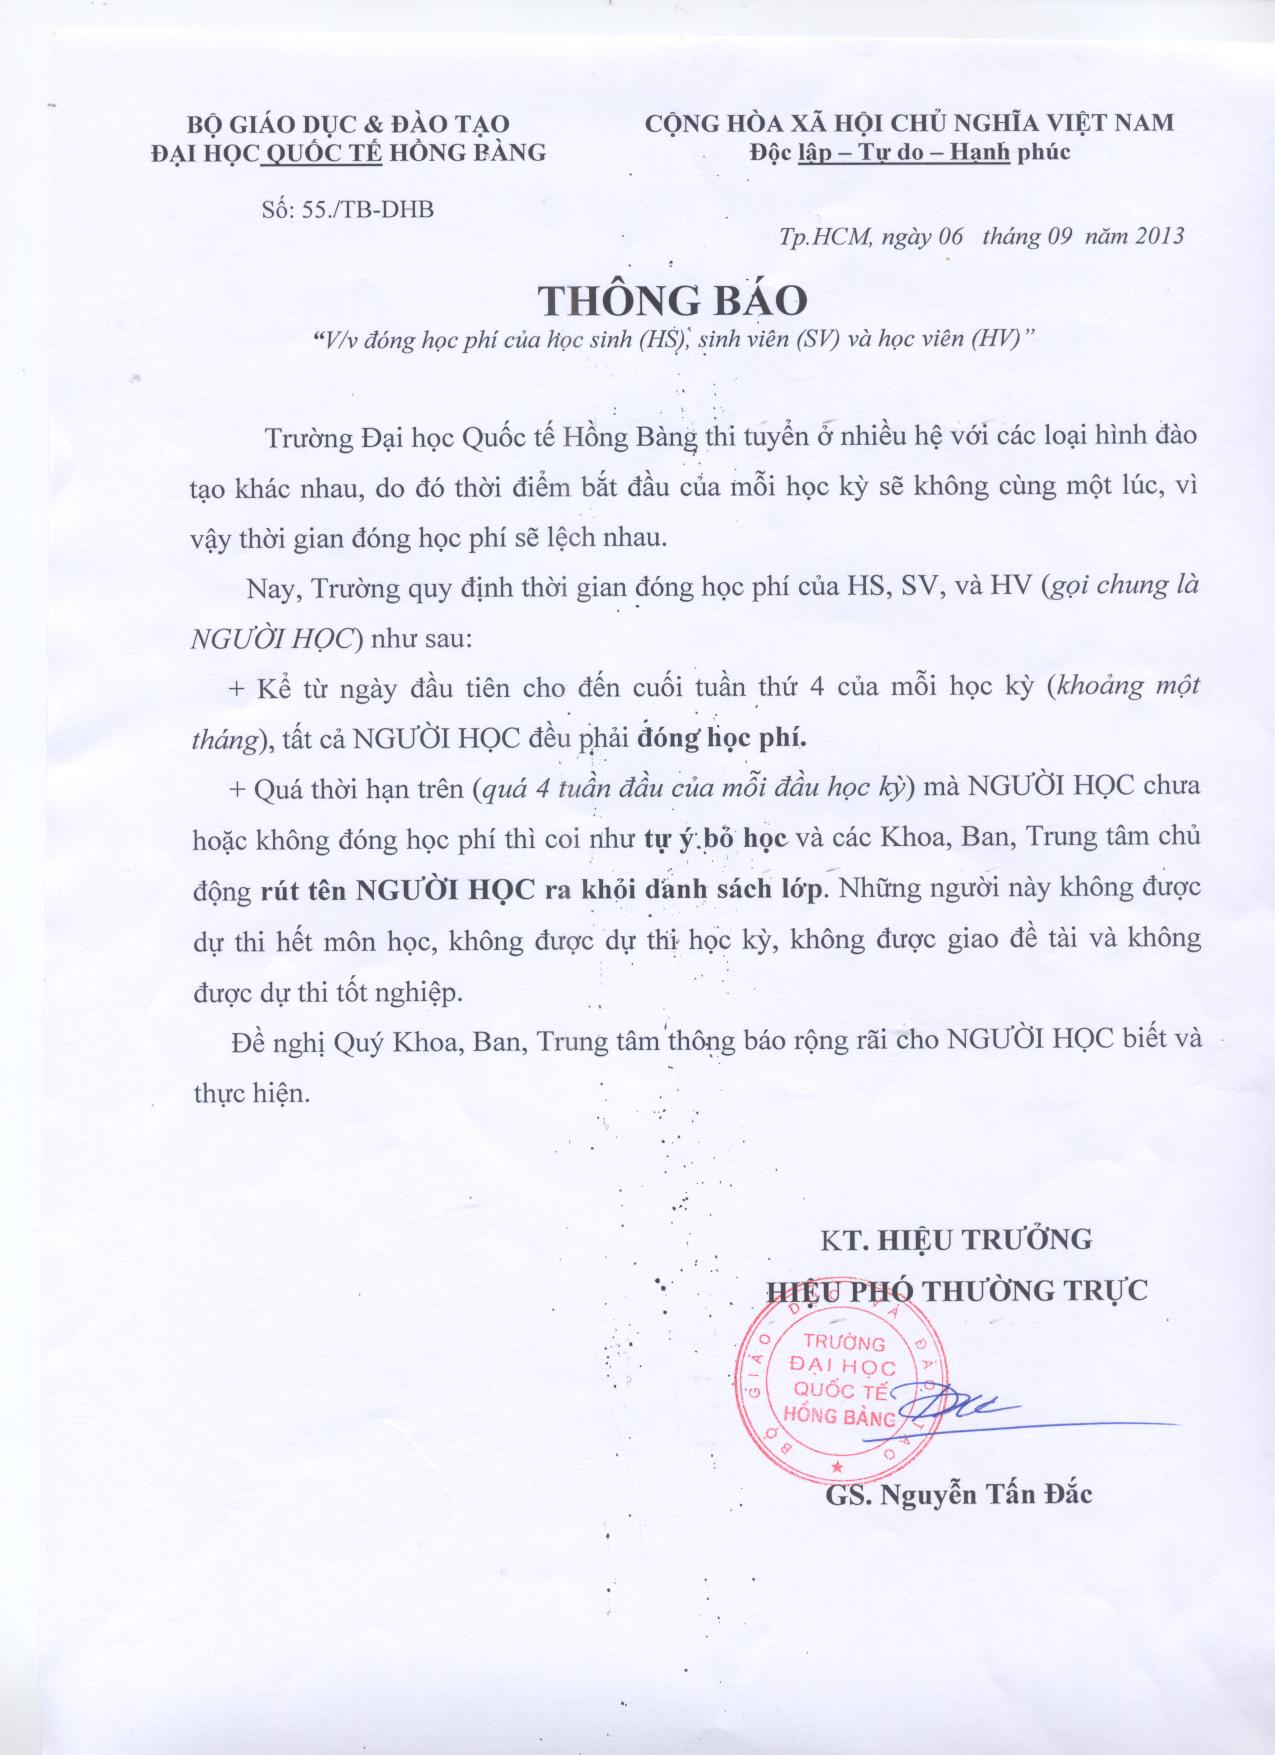 BỘ GIÁO DỤC & ĐÀO TẠO
ĐẠI HỌC QUỐC TẾ HỒNG BÀNG
CỘNG HÒA XÃ HỘI CHỦ NGHĨA VIỆT NAM
Độc lập – Tự do – Hạnh phúc
Số: 55./TB-DHB
Tp.HCM, ngày 06 tháng 09 năm 2013
THÔNG BÁO
“V/v đóng học phí của học sinh (HS), sinh viên (SV) và học viên (HV)”
Trường Đại học Quốc tế Hồng Bàng thi tuyển ở nhiều hệ với các loại hình đào
tạo khác nhau, do đó thời điểm bắt đầu của mỗi học kỳ sẽ không cùng một lúc, vì
vậy thời gian đóng học phí sẽ lệch nhau.
Nay, Trường quy định thời gian đóng học phí của HS, SV, và HV (gọi chung là
NGƯỜI HỌC) như sau:
+ Kể từ ngày đầu tiên cho đến cuối tuần thứ 4 của mỗi học kỳ (khoảng một
tháng), tất cả NGƯỜI HỌC đều phải đóng học phí.
+ Quá thời hạn trên (quá 4 tuần đầu của mỗi đầu học kỳ) mà NGƯỜI HỌC chưa
hoặc không đóng học phí thì coi như tự ý bỏ học và các Khoa, Ban, Trung tâm chủ
động rút tên NGƯỜI HỌC ra khỏi danh sách lớp. Những người này không được
dự thi hết môn học, không được dự thi học kỳ, không được giao đề tài và không
được dự thi tốt nghiệp.
Đề nghị Quý Khoa, Ban, Trung tâm thông báo rộng rãi cho NGƯỜI HỌC biết và
thực hiện.
KT. HIỆU TRƯỞNG
HIỆU PHÓ THƯỜNG TRỰC
BỘ GIÁO DỤC VÀ ĐÀO TẠO
TRƯỜNG
ĐẠI HỌC
QUỐC TẾ
HỒNG BÀNG
GS. Nguyễn Tấn Đắc